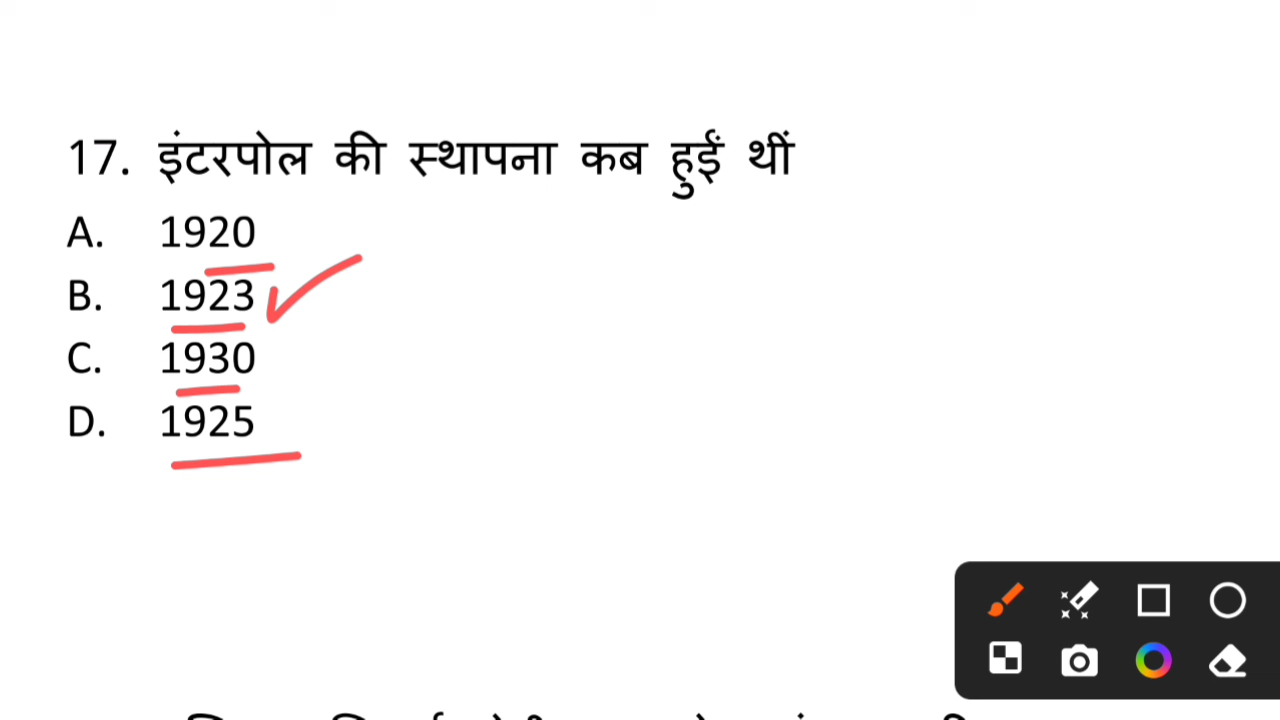 17. इंटरपोल की स्थापना कब हुईं थीं
A. 1920
B. 1923
C. 1930
D. 1925